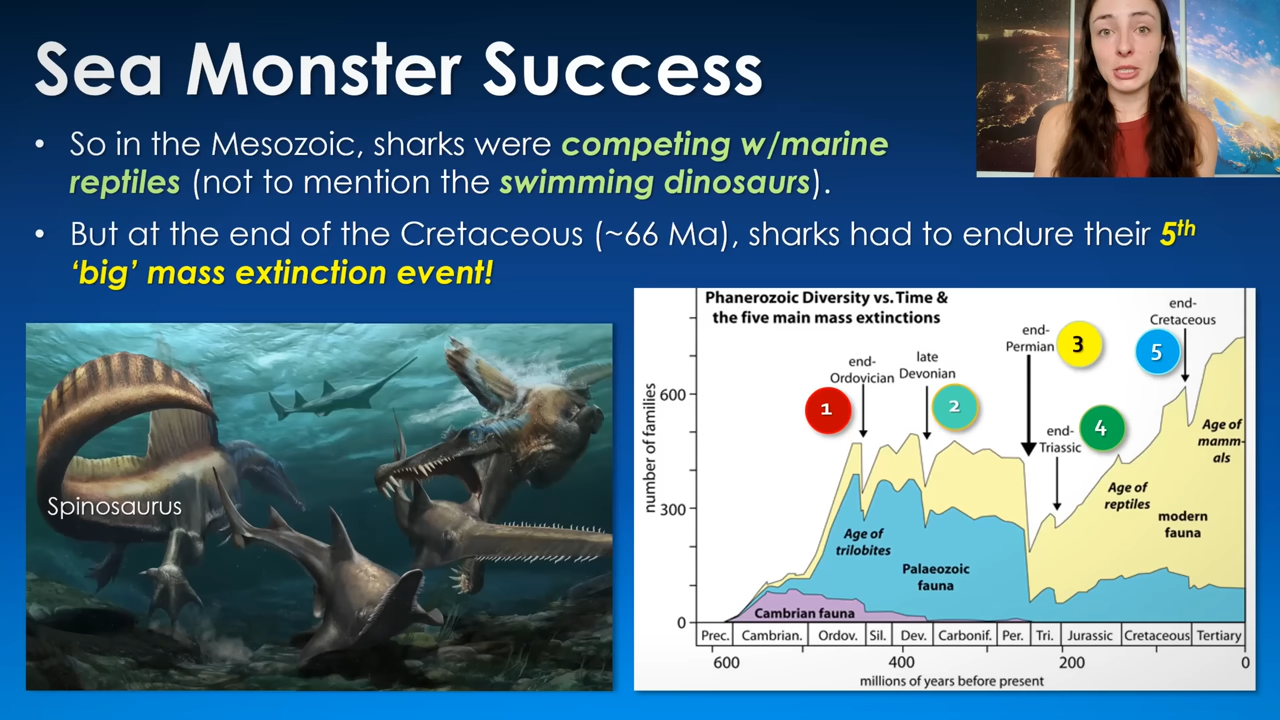 Sea Monster Success
• So in the Mesozoic, sharks were competing w/marine
reptiles (not to mention the swimming dinosaurs).
• But at the end of the Cretaceous (~66 Ma), sharks had to endure their 5th
‘big’ mass extinction event!
Spinosaurus
Phanerozoic Diversity vs. Time &
the five main mass extinctions
number of families
600
300
0
1
end-
Ordovician
2
late
Devonian
3
end-
Permian
4
end-
Triassic
5
end-
Cretaceous
Age of
trilobites
Palaeozoic
fauna
Cambrian fauna
Age of
reptiles
modern
fauna
Age of
mamm-
als
Prec. Cambrian. Ordov. Sil. Dev. Carbonif. Per. Tri. Jurassic Cretaceous Tertiary
600 400 200 0
millions of years before present